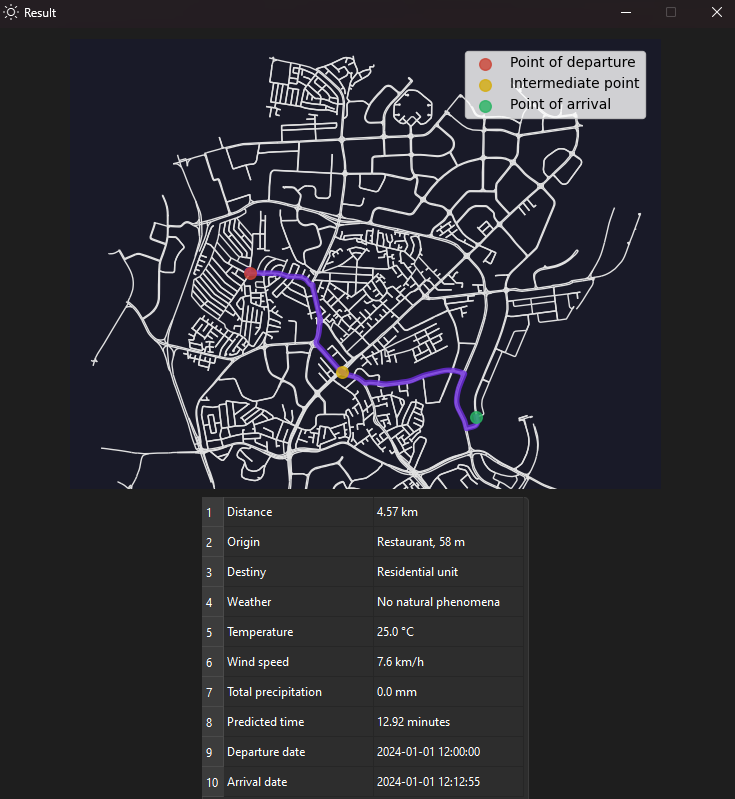 Result
Point of departure
Intermediate point
Point of arrival
1 Distance 4.57 km
2 Origin Restaurant, 58 m
3 Destiny Residential unit
4 Weather No natural phenomena
5 Temperature 25.0 °C
6 Wind speed 7.6 km/h
7 Total precipitation 0.0 mm
8 Predicted time 12.92 minutes
9 Departure date 2024-01-01 12:00:00
10 Arrival date 2024-01-01 12:12:55